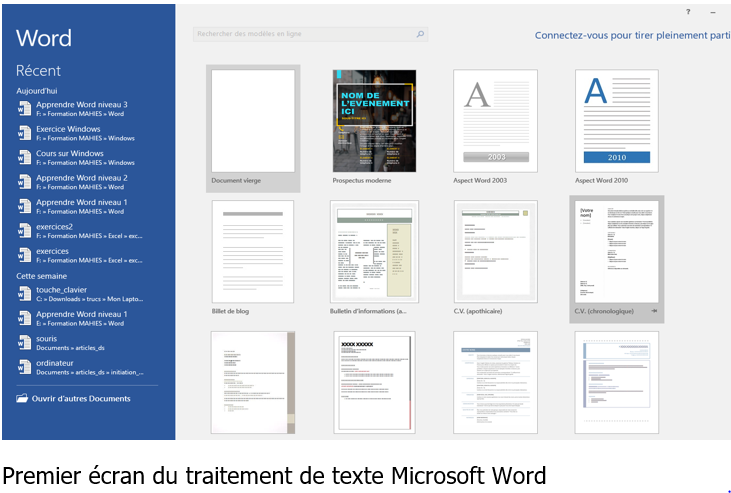 Word
Récent
Aujourd'hui
Apprendre Word niveau 3
F: » Formation MAHIES » Word
Exercice Windows
F: » Formation MAHIES » Windows
Cours sur Windows
F: » Formation MAHIES » Windows
Apprendre Word niveau 2
F: » Formation MAHIES » Word
Apprendre Word niveau 1
F: » Formation MAHIES » Word
exercices2
F: » Formation MAHIES » Excel » exc...
exercices
F: » Formation MAHIES » Excel » exc...
Cette semaine
touche_clavier
C: » Downloads » trucs » Mon Lapto...
Apprendre Word niveau 1
E: » Formation MAHIES » Word
souris
Documents » articles_ds
ordinateur
Documents » articles_ds » initiation_...
Ouvrir d'autres Documents
?
Rechercher des modèles en ligne
Connectez-vous pour tirer pleinement parti
NOM DE
L'EVENEMENT
ICI
A
2003
A
2010
Document vierge
Prospectus moderne
Aspect Word 2003
Aspect Word 2010
[Votre
nom]
Billet de blog
Bulletin d'informations (a...
C.V. (apothicaire)
C.V. (chronologique)
XXXX XXXXX
Premier écran du traitement de texte Microsoft Word
.